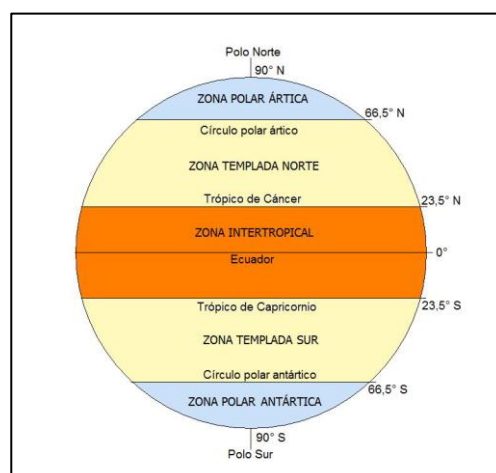 Polo Norte
90° N
ZONA POLAR ÁRTICA
66,5° N
Círculo polar ártico
ZONA TEMPLADA NORTE
Trópico de Cáncer
23,5° N
ZONA INTERTROPICAL
0°
Ecuador
23,5° S
Trópico de Capricornio
ZONA TEMPLADA SUR
Círculo polar antártico
66,5° S
ZONA POLAR ANTÁRTICA
90° S
Polo Sur